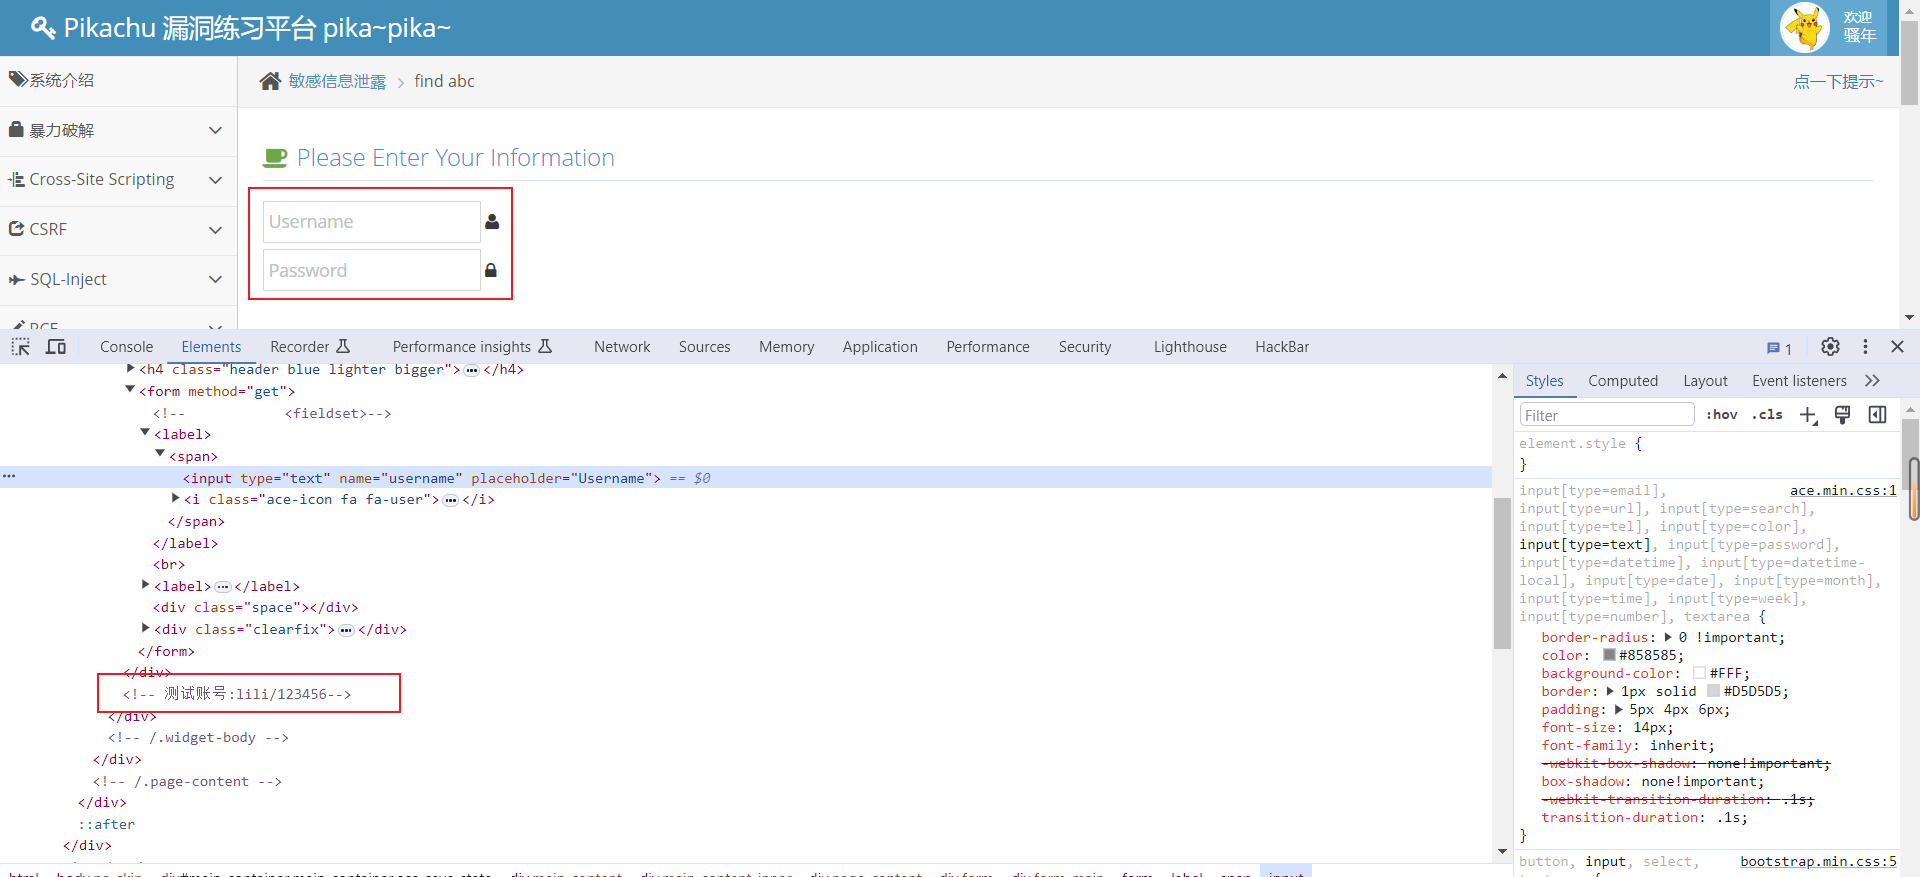 Pikachu 漏洞练习平台 pika~pika~
欢迎
骚年
系统介绍
敏感信息泄露 > find abc
点一下提示~
暴力破解
Cross-Site Scripting
CSRF
SQL-Inject
RCE
Please Enter Your Information
Username
Password
Console Elements Recorder Performance insights Network Sources Memory Application Performance Security Lighthouse HackBar 1
<h4 class="header blue lighter bigger">…</h4>
<form method="get">
<!-- <fieldset>-->
<label>
<span>
<input type="text" name="username" placeholder="Username"> == $0
<i class="ace-icon fa fa-user">…</i>
</span>
</label>
<br>
<label>…</label>
<div class="space"></div>
<div class="clearfix">…</div>
</form>
</div>
<!-- 测试账号:lili/123456-->
</div>
<!-- /.widget-body -->
</div>
<!-- /.page-content -->
</div>
::after
</div>
Styles Computed Layout Event listeners
Filter :hov .cls
element.style {
}
input[type=email], ace.min.css:1
input[type=url], input[type=search],
input[type=tel], input[type=color],
input[type=text], input[type=password],
input[type=datetime], input[type=datetime-
local], input[type=date], input[type=month],
input[type=time], input[type=week],
input[type=number], textarea {
border-radius: 0 !important;
color: #858585;
background-color: #FFF;
border: 1px solid #D5D5D5;
padding: 5px 4px 6px;
font-size: 14px;
font-family: inherit;
-webkit-box-shadow: none!important;
box-shadow: none!important;
-webkit-transition-duration: .1s;
transition-duration: .1s;
}
button, input, select, bootstrap.min.css:5